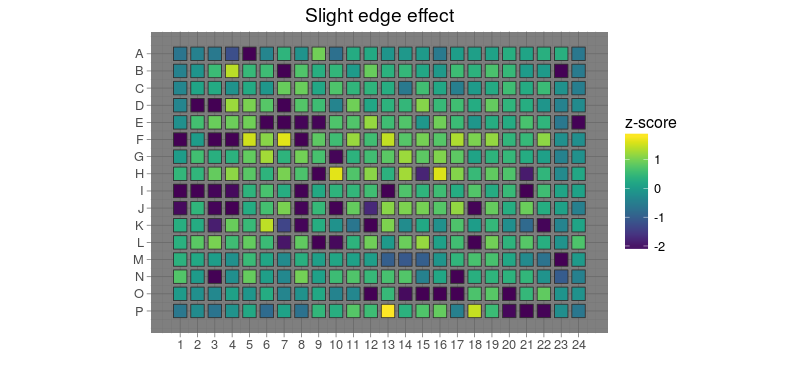 Slight edge effect
A
B
C
D
E
F
G
H
I
J
K
L
M
N
O
P
1 2 3 4 5 6 7 8 9 10 11 12 13 14 15 16 17 18 19 20 21 22 23 24
z-score
1
0
-1
-2